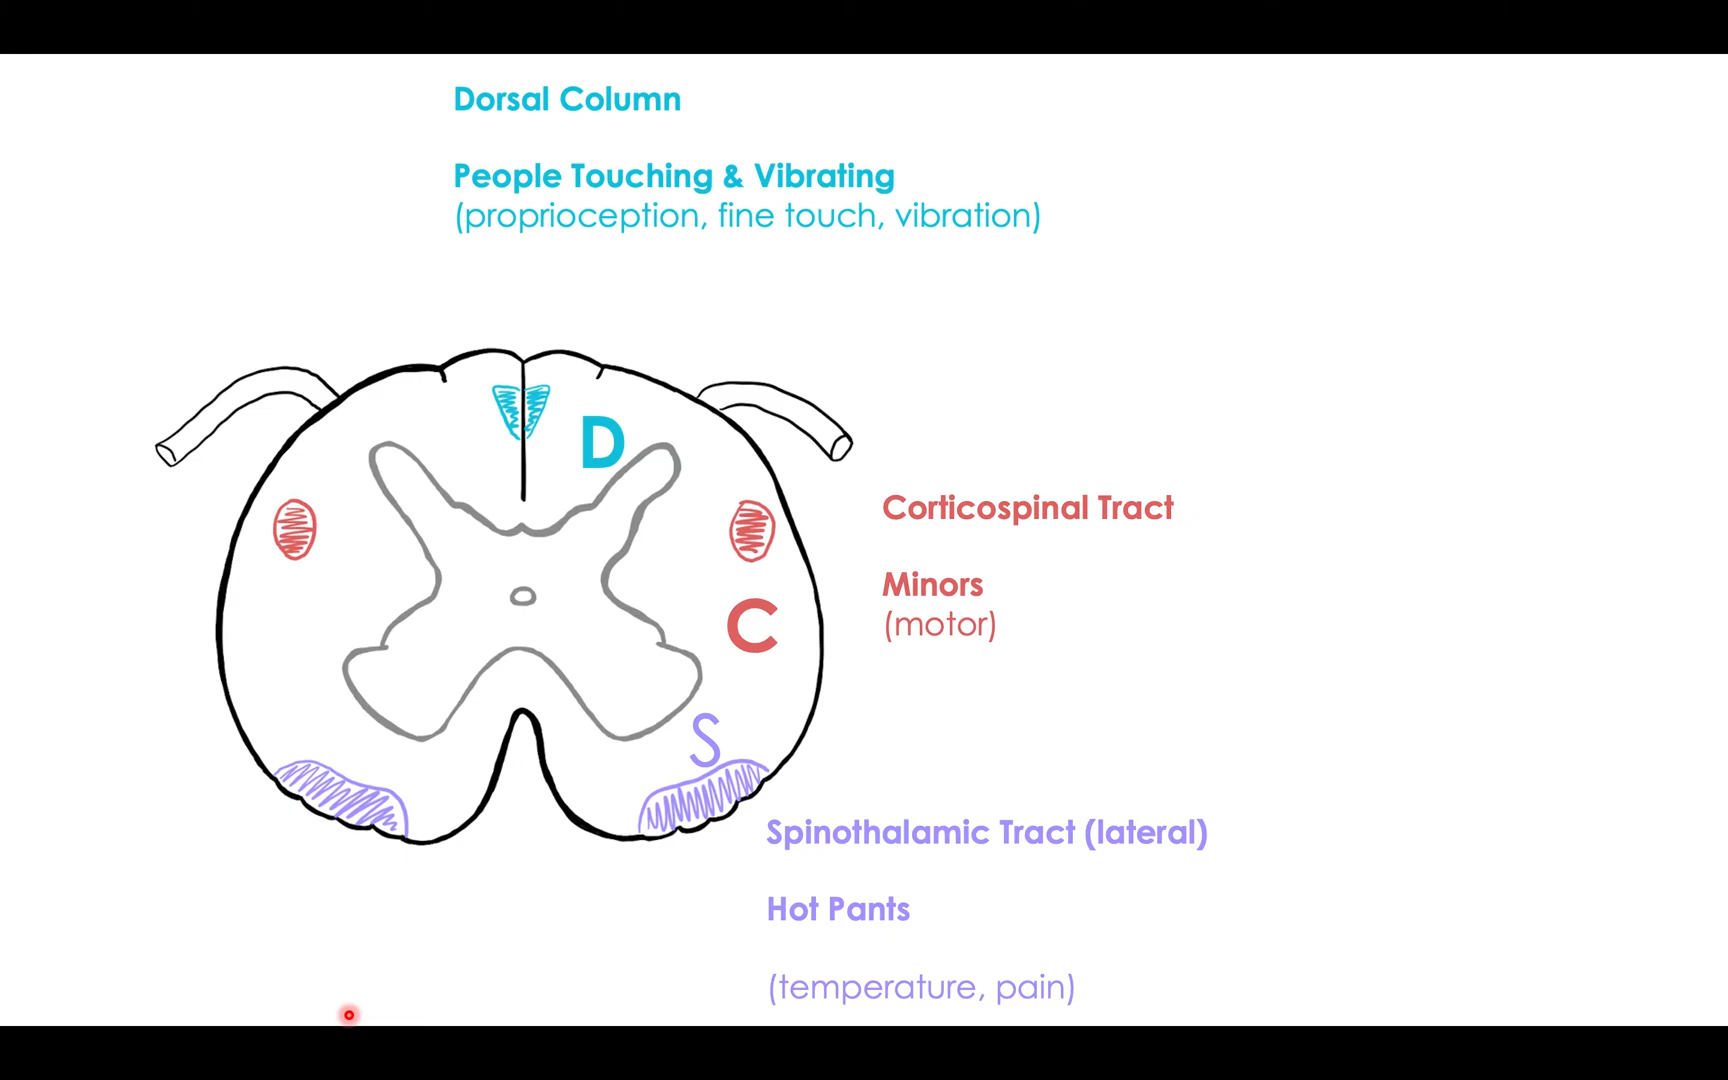 Dorsal Column
People Touching & Vibrating
(proprioception, fine touch, vibration)
D
Corticospinal Tract
Minors
(motor)
C
S
Spinothalamic Tract (lateral)
Hot Pants
(temperature, pain)